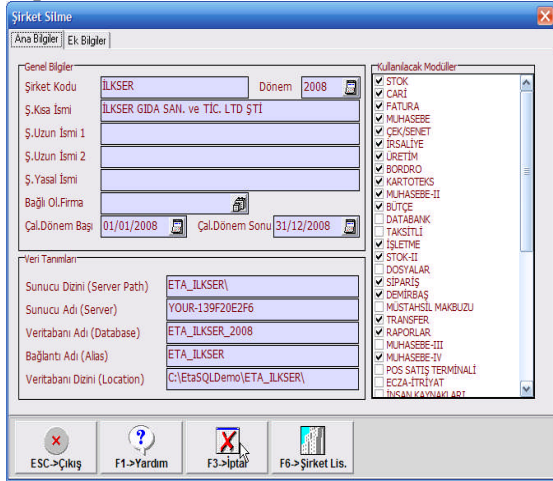 Şirket Silme
Ana Bilgiler
Ek Bilgiler
Genel Bilgiler
Şirket Kodu
İLKSER
Dönem
2008
Ş.Kısa İsmi
İLKSER GIDA SAN. ve TİC. LTD ŞTİ
Ş.Uzun İsmi 1
Ş.Uzun İsmi 2
Ş.Yasal İsmi
Bağlı Ol.Firma
Çal.Dönem Başı
01/01/2008
Çal.Dönem Sonu
31/12/2008
Veri Tanımları
Sunucu Dizini (Server Path)
ETA_ILKSER\
Sunucu Adı (Server)
YOUR-139F20E2F6
Veritabanı Adı (Database)
ETA_ILKSER_2008
Bağlantı Adı (Alias)
ETA_ILKSER
Veritabanı Dizini (Location)
C:\EtaSQLDemo\ETA_ILKSER\
Kullanılacak Modüller
STOK
CARİ
FATURA
MUHASEBE
ÇEK/SENET
İRSALİYE
ÜRETİM
BORDRO
KARTOTEKS
MUHASEBE-II
BÜTÇE
DATABANK
TAKSİTLİ
İŞLETME
STOK-II
DOSYALAR
SİPARİŞ
DEMİRBAŞ
MÜSTAHSİL MAKBUZU
TRANSFER
RAPORLAR
MUHASEBE-III
MUHASEBE-IV
POS SATIŞ TERMİNALİ
ECZA-İTRİYAT
İNSAN KAYNAKLARI
ESC->Çıkış
F1->Yardım
F3->İptal
F6->Şirket Lis.